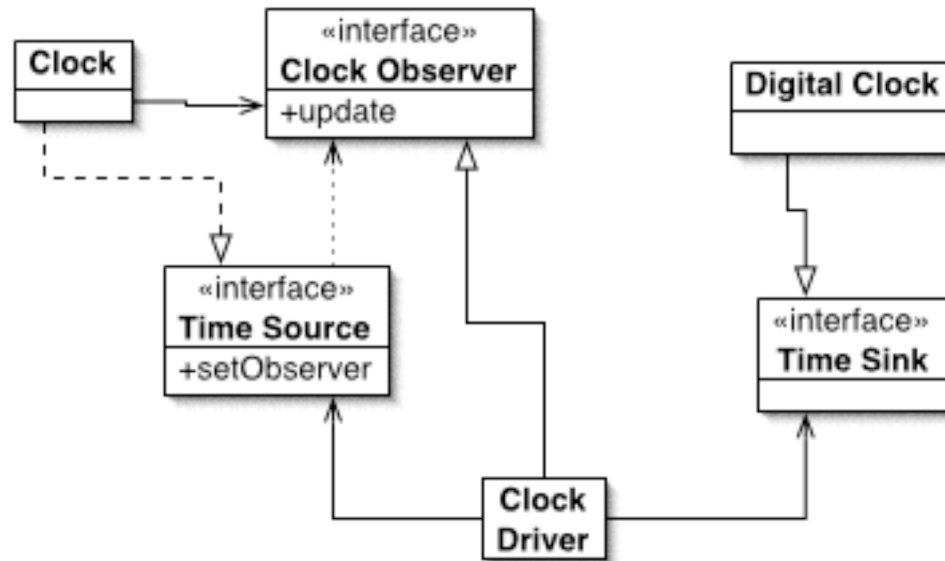 Clock
«interface»
Clock Observer
+update
Digital Clock
«interface»
Time Source
+setObserver
«interface»
Time Sink
Clock
Driver